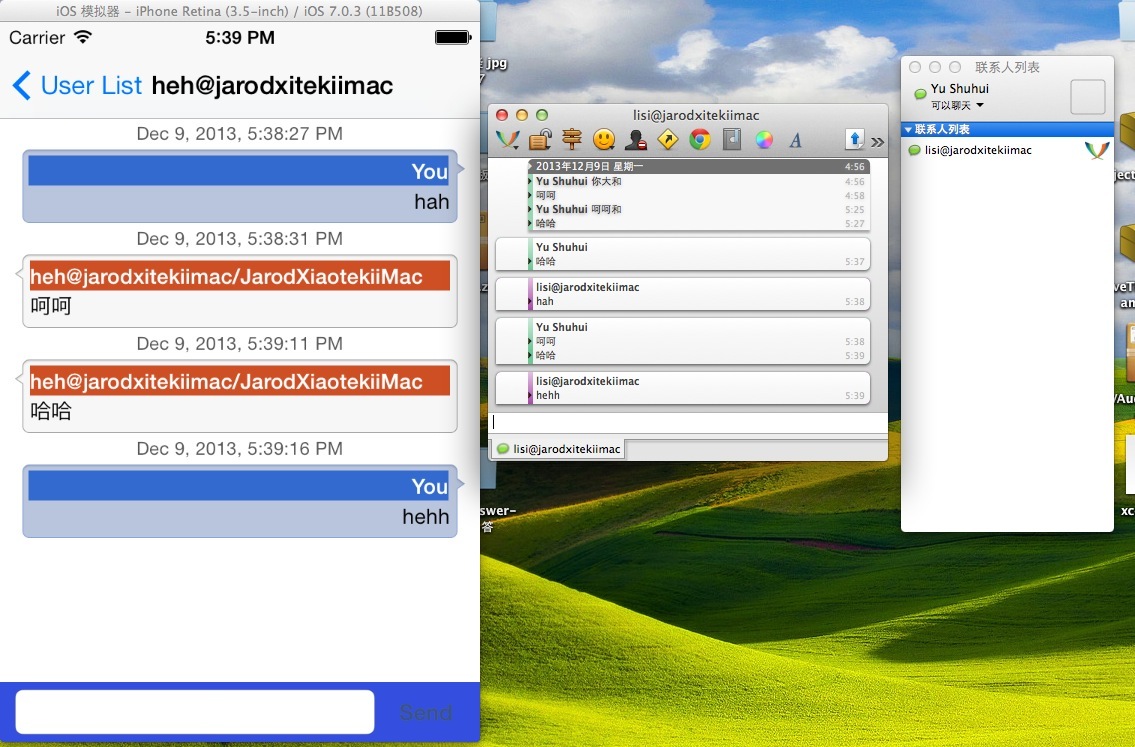 iOS 模拟器 – iPhone Retina (3.5-inch) / iOS 7.0.3 (11B508)
Carrier 5:39 PM
User List heh@jarodxitekiimac
Dec 9, 2013, 5:38:27 PM
You
hah
Dec 9, 2013, 5:38:31 PM
heh@jarodxitekiimac/JarodXiaotekiiMac
呵呵
Dec 9, 2013, 5:39:11 PM
heh@jarodxitekiimac/JarodXiaotekiiMac
哈哈
Dec 9, 2013, 5:39:16 PM
You
hehh
Send
jpg
lisi@jarodxitekiimac
2013年12月9日 星期一 4:56
Yu Shuhui 你大和 4:56
呵呵 4:58
Yu Shuhui 呵呵和 5:25
哈哈 5:27
Yu Shuhui
哈哈 5:37
lisi@jarodxitekiimac
hah 5:38
Yu Shuhui
呵呵 5:38
哈哈 5:39
lisi@jarodxitekiimac
hehh 5:39
lisi@jarodxitekiimac
swer-
答
联系人列表
Yu Shuhui
可以聊天
联系人列表
lisi@jarodxitekiimac
ject
veT
an
/Au
xc